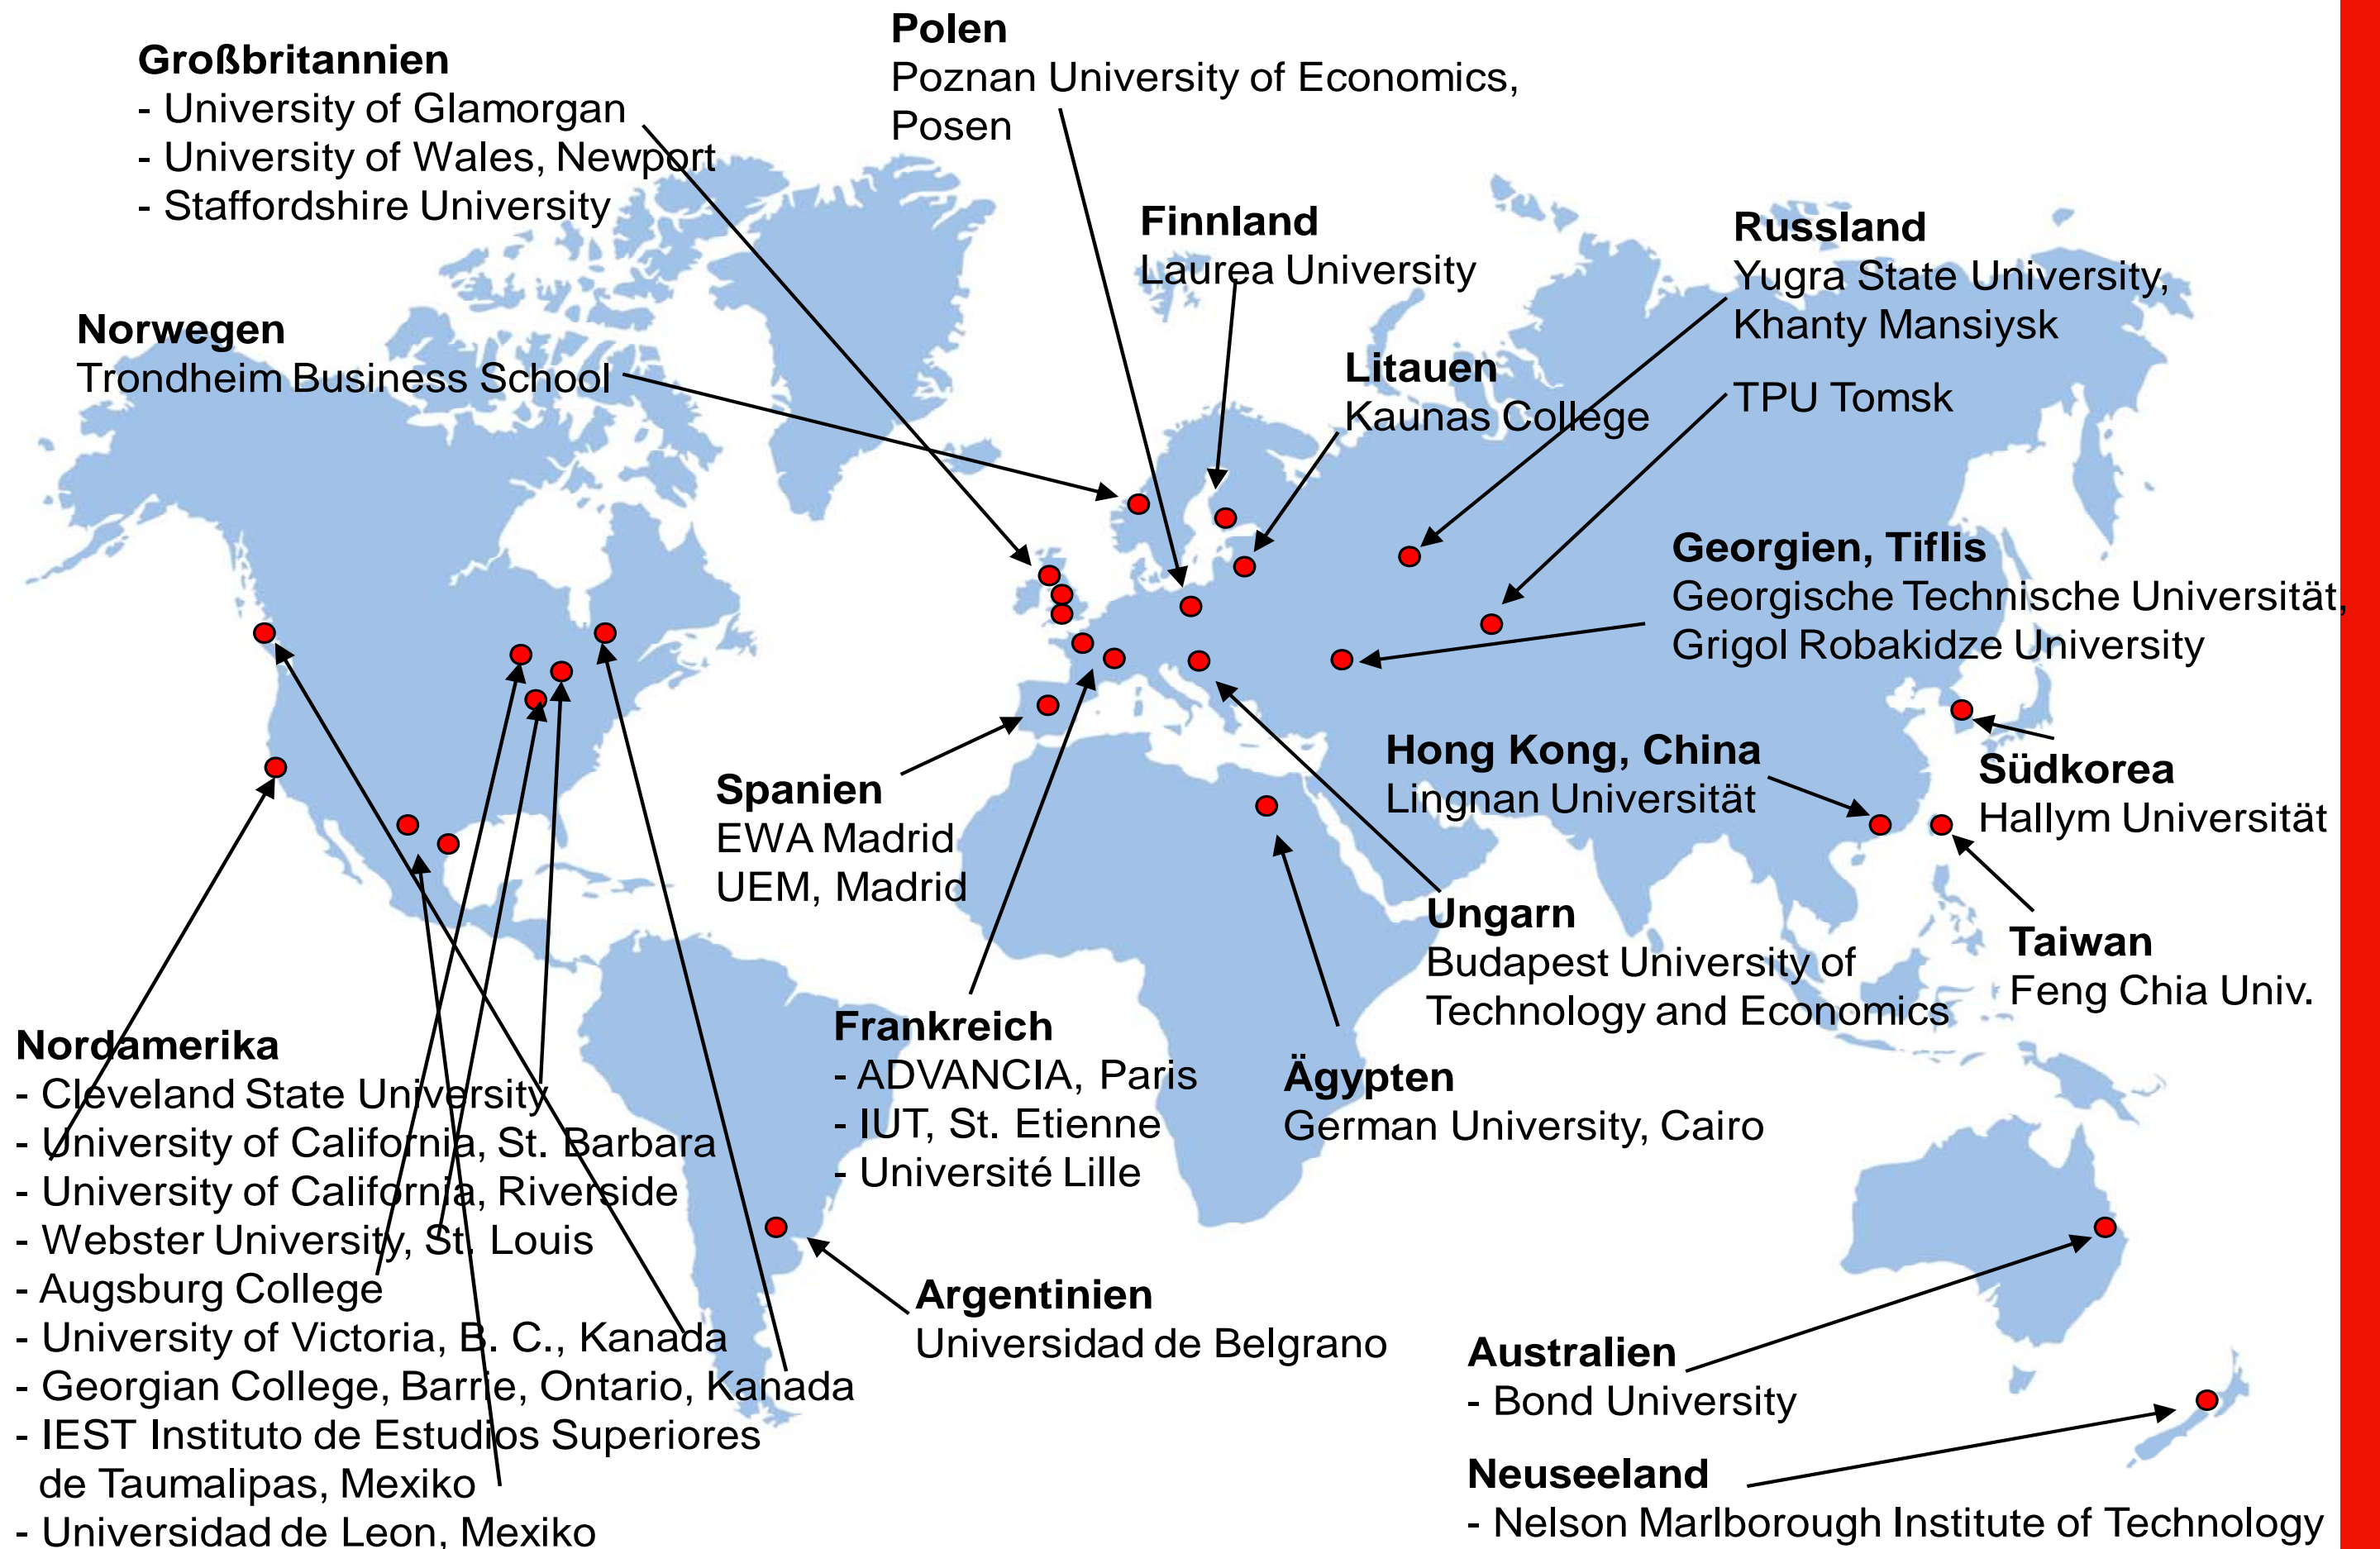 Großbritannien
- University of Glamorgan
- University of Wales, Newport
- Staffordshire University
Polen
Poznan University of Economics,
Posen
Finnland
Laurea University
Russland
Yugra State University,
Khanty Mansiysk
TPU Tomsk
Norwegen
Trondheim Business School
Litauen
Kaunas College
Georgien, Tiflis
Georgische Technische Universität,
Grigol Robakidze University
Spanien
EWA Madrid
UEM, Madrid
Hong Kong, China
Lingnan Universität
Südkorea
Hallym Universität
Ungarn
Budapest University of
Technology and Economics
Taiwan
Feng Chia Univ.
Nordamerika
- Cleveland State University
- University of California, St. Barbara
- University of California, Riverside
- Webster University, St. Louis
- Augsburg College
- University of Victoria, B. C., Kanada
- Georgian College, Barrie, Ontario, Kanada
- IEST Instituto de Estudios Superiores
de Taumalipas, Mexiko
- Universidad de Leon, Mexiko
Frankreich
- ADVANCIA, Paris
- IUT, St. Etienne
- Université Lille
Ägypten
German University, Cairo
Argentinien
Universidad de Belgrano
Australien
- Bond University
Neuseeland
- Nelson Marlborough Institute of Technology